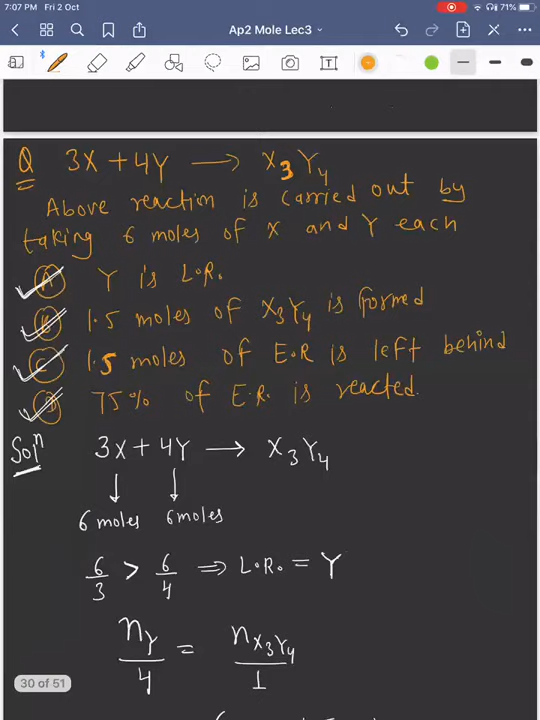 7:07 PM Fri 2 Oct
71%
Ap2 Mole Lec3
Q 3X + 4Y → X₃Y₄
Above reaction is carried out by
taking 6 moles of X and Y each
A Y is L.R.
B 1.5 moles of X₃Y₄ is formed
C 1.5 moles of E.R is left behind
D 75% of E.R. is reacted.
Solⁿ 3X + 4Y → X₃Y₄
6 moles 6 moles
6/3 > 6/4 ⇒ L.R. = Y
nY/4 = nX₃Y₄/1
30 of 51